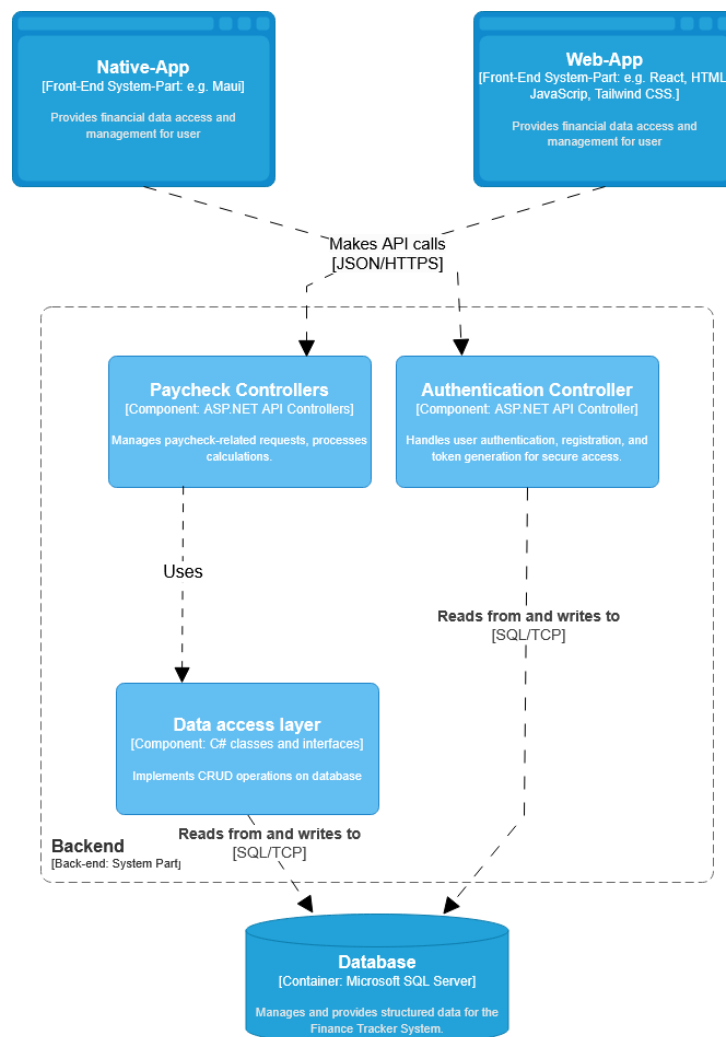 Native-App
[Front-End System-Part: e.g. Maui]
Provides financial data access and
management for user
Web-App
[Front-End System-Part: e.g. React, HTML,
JavaScrip, Tailwind CSS.]
Provides financial data access and
management for user
Makes API calls
[JSON/HTTPS]
Paycheck Controllers
[Component: ASP.NET API Controllers]
Manages paycheck-related requests, processes
calculations.
Authentication Controller
[Component: ASP.NET API Controller]
Handles user authentication, registration, and
token generation for secure access.
Uses
Reads from and writes to
[SQL/TCP]
Data access layer
[Component: C# classes and interfaces]
Implements CRUD operations on database
Reads from and writes to
[SQL/TCP]
Backend
[Back-end: System Part]
Database
[Container: Microsoft SQL Server]
Manages and provides structured data for the
Finance Tracker System.